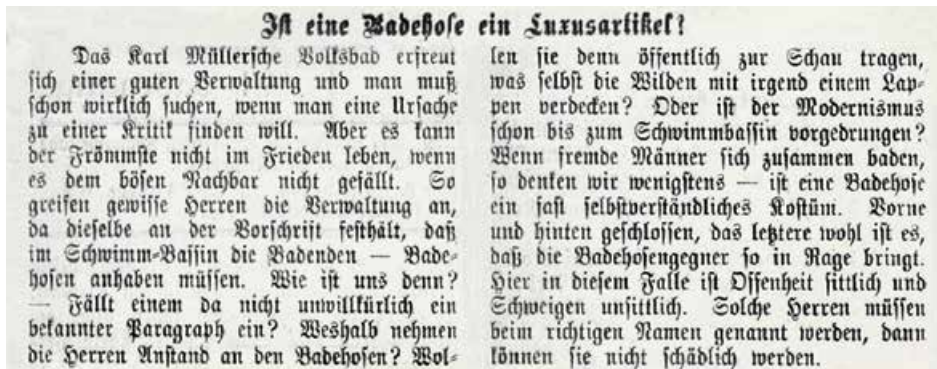 Ist eine Badehose ein Luxusartikel?
Das Karl Müllersche Volksbad erfreut
sich einer guten Verwaltung und man muß
schon wirklich suchen, wenn man eine Ursache
zu einer Kritik finden will. Aber es kann
der Frömmste nicht im Frieden leben, wenn
es dem bösen Nachbar nicht gefällt. So
greifen gewisse Herren die Verwaltung an,
da dieselbe an der Vorschrift festhält, daß
im Schwimm-Bassin die Badenden — Bade-
hosen anhaben müssen. Wie ist uns denn?
— Fällt einem da nicht unwillkürlich ein
bekannter Paragraph ein? Weshalb nehmen
die Herren Anstand an den Badehosen? Wol-
len sie denn öffentlich zur Schau tragen,
was selbst die Wilden mit irgend einem Lap-
pen verdecken? Oder ist der Modernismus
schon bis zum Schwimmbassin vorgedrungen?
Wenn fremde Männer sich zusammen baden,
so denken wir wenigstens — ist eine Badehose
ein fast selbstverständliches Kostüm. Vorne
und hinten geschlossen, das letztere wohl ist es,
daß die Badehosengegner so in Rage bringt.
Hier in diesem Falle ist Offenheit sittlich und
Schweigen unsittlich. Solche Herren müssen
beim richtigen Namen genannt werden, dann
können sie nicht schädlich werden.